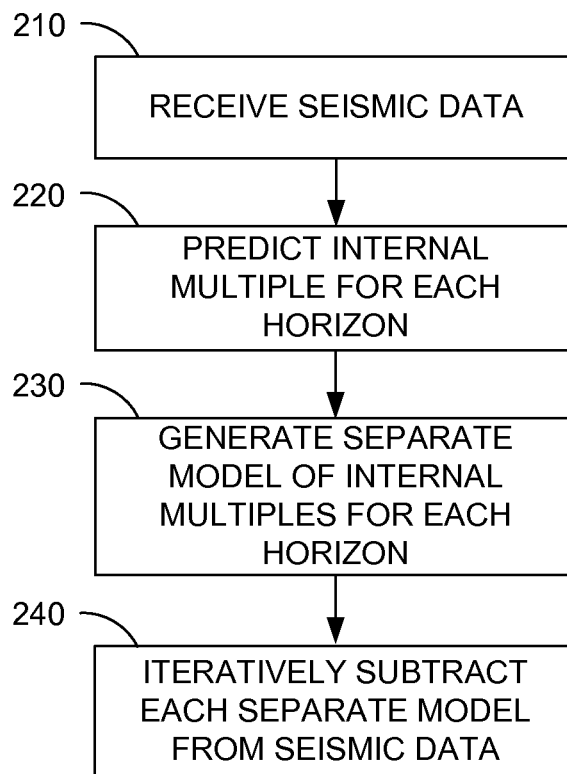 210
RECEIVE SEISMIC DATA
220
PREDICT INTERNAL
MULTIPLE FOR EACH
HORIZON
230
GENERATE SEPARATE
MODEL OF INTERNAL
MULTIPLES FOR EACH
HORIZON
240
ITERATIVELY SUBTRACT
EACH SEPARATE MODEL
FROM SEISMIC DATA